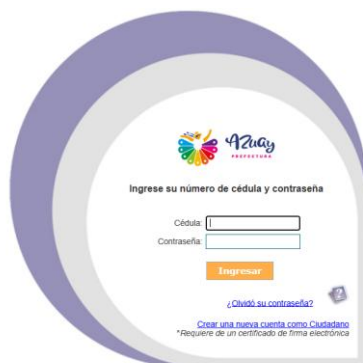 Azuay
PREFECTURA
Ingrese su número de cédula y contraseña
Cédula:
Contraseña:
Ingresar
?
¿Olvidó su contraseña?
Crear una nueva cuenta como Ciudadano
*Requiere de un certificado de firma electrónica